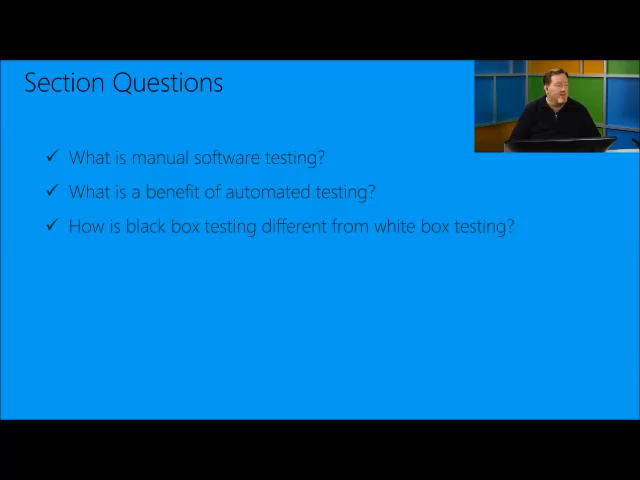 Section Questions
✓ What is manual software testing?
✓ What is a benefit of automated testing?
✓ How is black box testing different from white box testing?